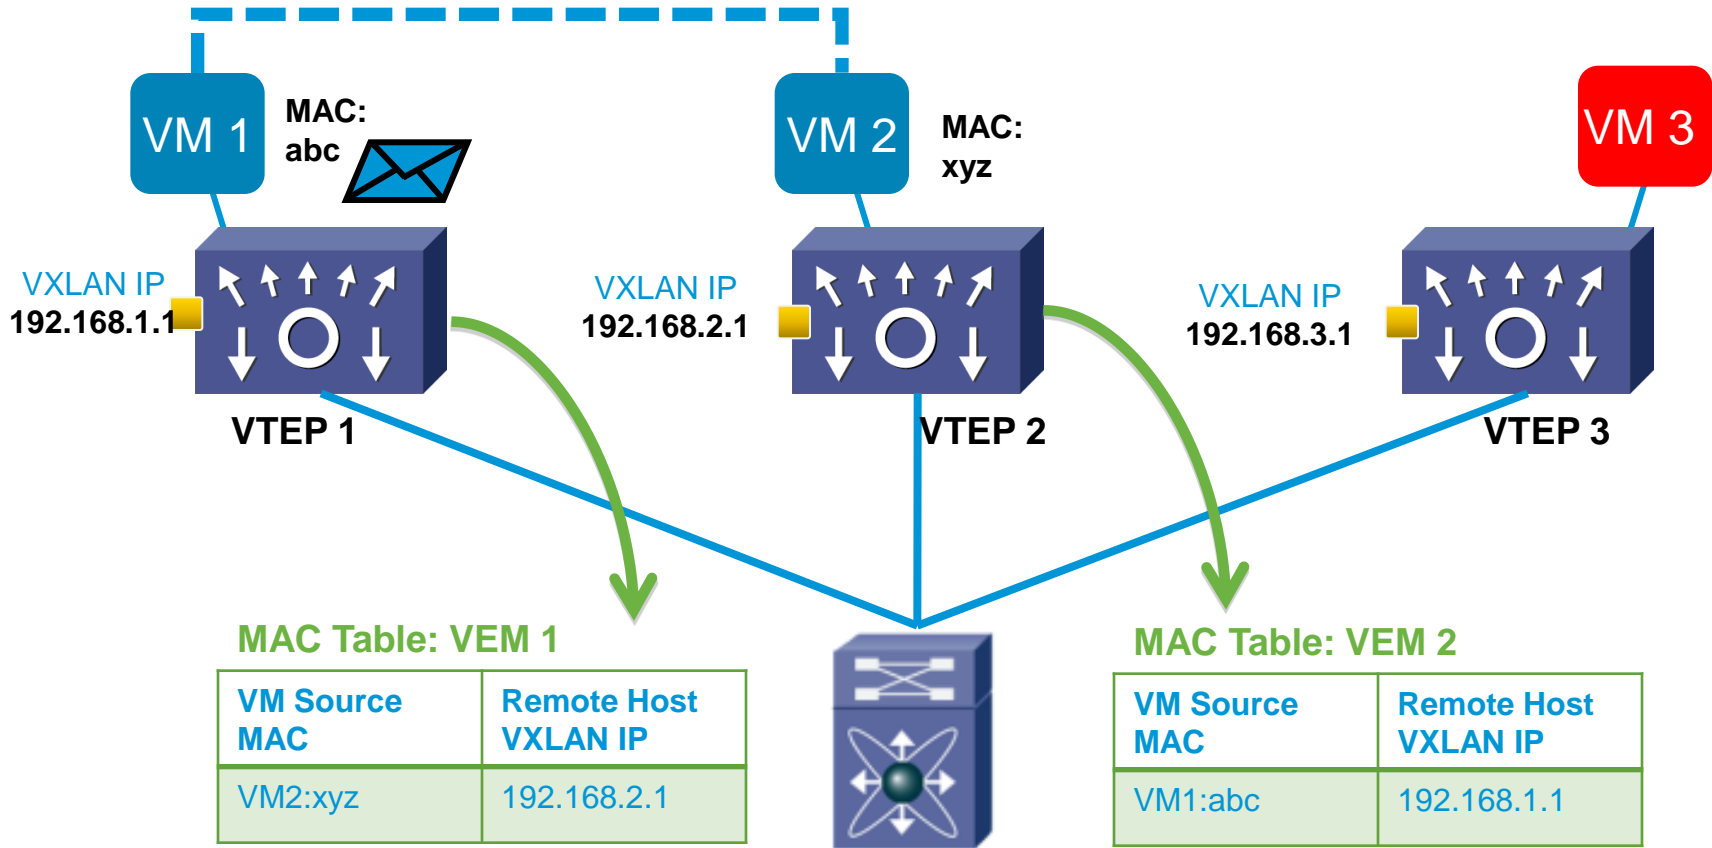 VM 1
MAC:
abc
VM 2
MAC:
xyz
VM 3
VXLAN IP
192.168.1.1
VXLAN IP
192.168.2.1
VXLAN IP
192.168.3.1
VTEP 1
VTEP 2
VTEP 3
MAC Table: VEM 1
VM Source
MAC
Remote Host
VXLAN IP
VM2:xyz
192.168.2.1
MAC Table: VEM 2
VM Source
MAC
Remote Host
VXLAN IP
VM1:abc
192.168.1.1